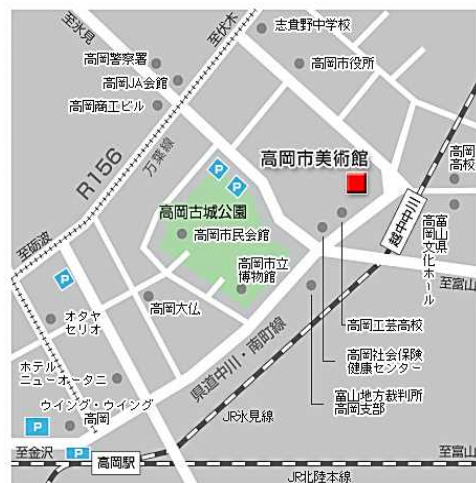 至氷見
至伏木
志貴野中学校
高岡警察署
高岡市役所
高岡JA会館
高岡商工ビル
R156
万葉線
P
P
高岡市美術館
高岡
高校
越中中川
高岡古城公園
高岡市民会館
富山県
高岡文化ホール
至砺波
P
高岡市立
博物館
至富山
オタヤ
セリオ
高岡大仏
県道中川・南町線
高岡工芸高校
高岡社会保険
健康センター
ホテル
ニューオータニ
富山地方裁判所
高岡支部
ウイング・ウイング
高岡
JR氷見線
P
P
至金沢
高岡駅
至富山
JR北陸本線